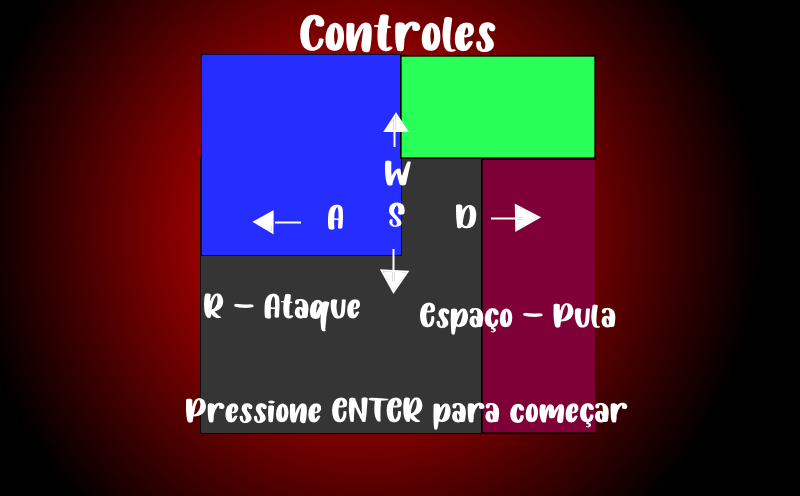 Controles
W
A S D
R - Ataque
Espaço - Pula
Pressione ENTER para começar